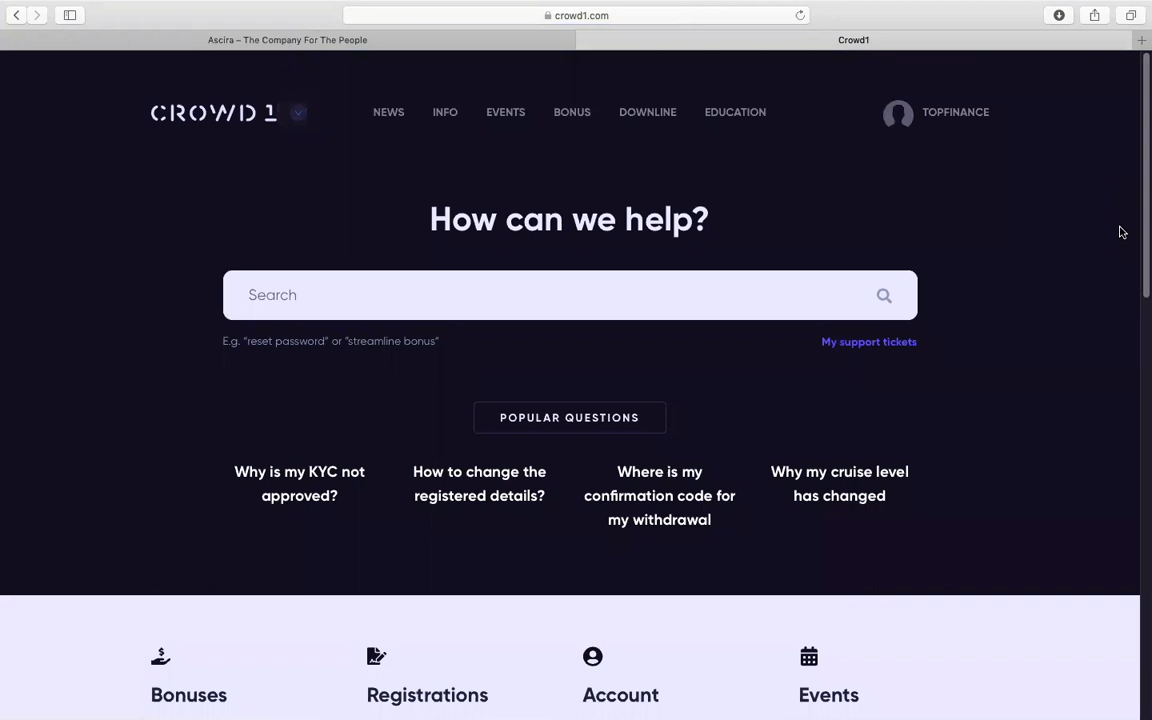 crowd1.com
Ascira – The Company For The People
Crowd1
CROWD 1
NEWS
INFO
EVENTS
BONUS
DOWNLINE
EDUCATION
TOPFINANCE
How can we help?
Search
E.g. “reset password” or “streamline bonus”
My support tickets
POPULAR QUESTIONS
Why is my KYC not
approved?
How to change the
registered details?
Where is my
confirmation code for
my withdrawal
Why my cruise level
has changed
Bonuses
Registrations
Account
Events